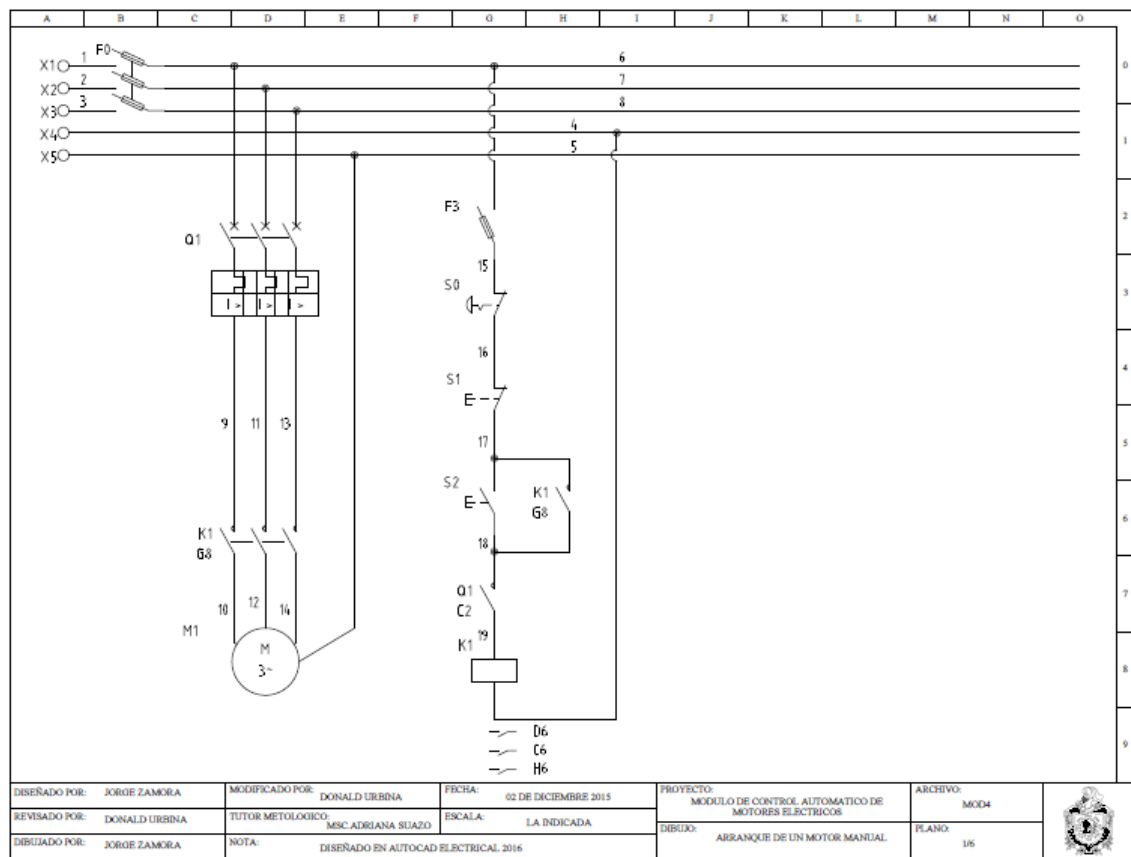 A B C D E F G H I J K L M N O
X1 1 F0 6 0
X2 2 7
X3 3 8
X4 4 1
X5 5
2
F3
Q1
15
S0 3
I > I > I >
16
4
S1
E
9 11 13 17 5
S2 K1
E G8 6
K1 18
G8
Q1 7
10 12 14 C2
M1 19
M K1
3~ 8
D6
C6 9
H6
DISEÑADO POR: JORGE ZAMORA MODIFICADO POR: DONALD URBINA FECHA: 02 DE DICIEMBRE 2015 PROYECTO: MODULO DE CONTROL AUTOMATICO DE MOTORES ELECTRICOS ARCHIVO: MOD4
REVISADO POR: DONALD URBINA TUTOR METOLOGICO: MSC.ADRIANA SUAZO ESCALA: LA INDICADA DIBUJO: ARRANQUE DE UN MOTOR MANUAL PLANO: 1/6
DIBUJADO POR: JORGE ZAMORA NOTA: DISEÑADO EN AUTOCAD ELECTRICAL 2016